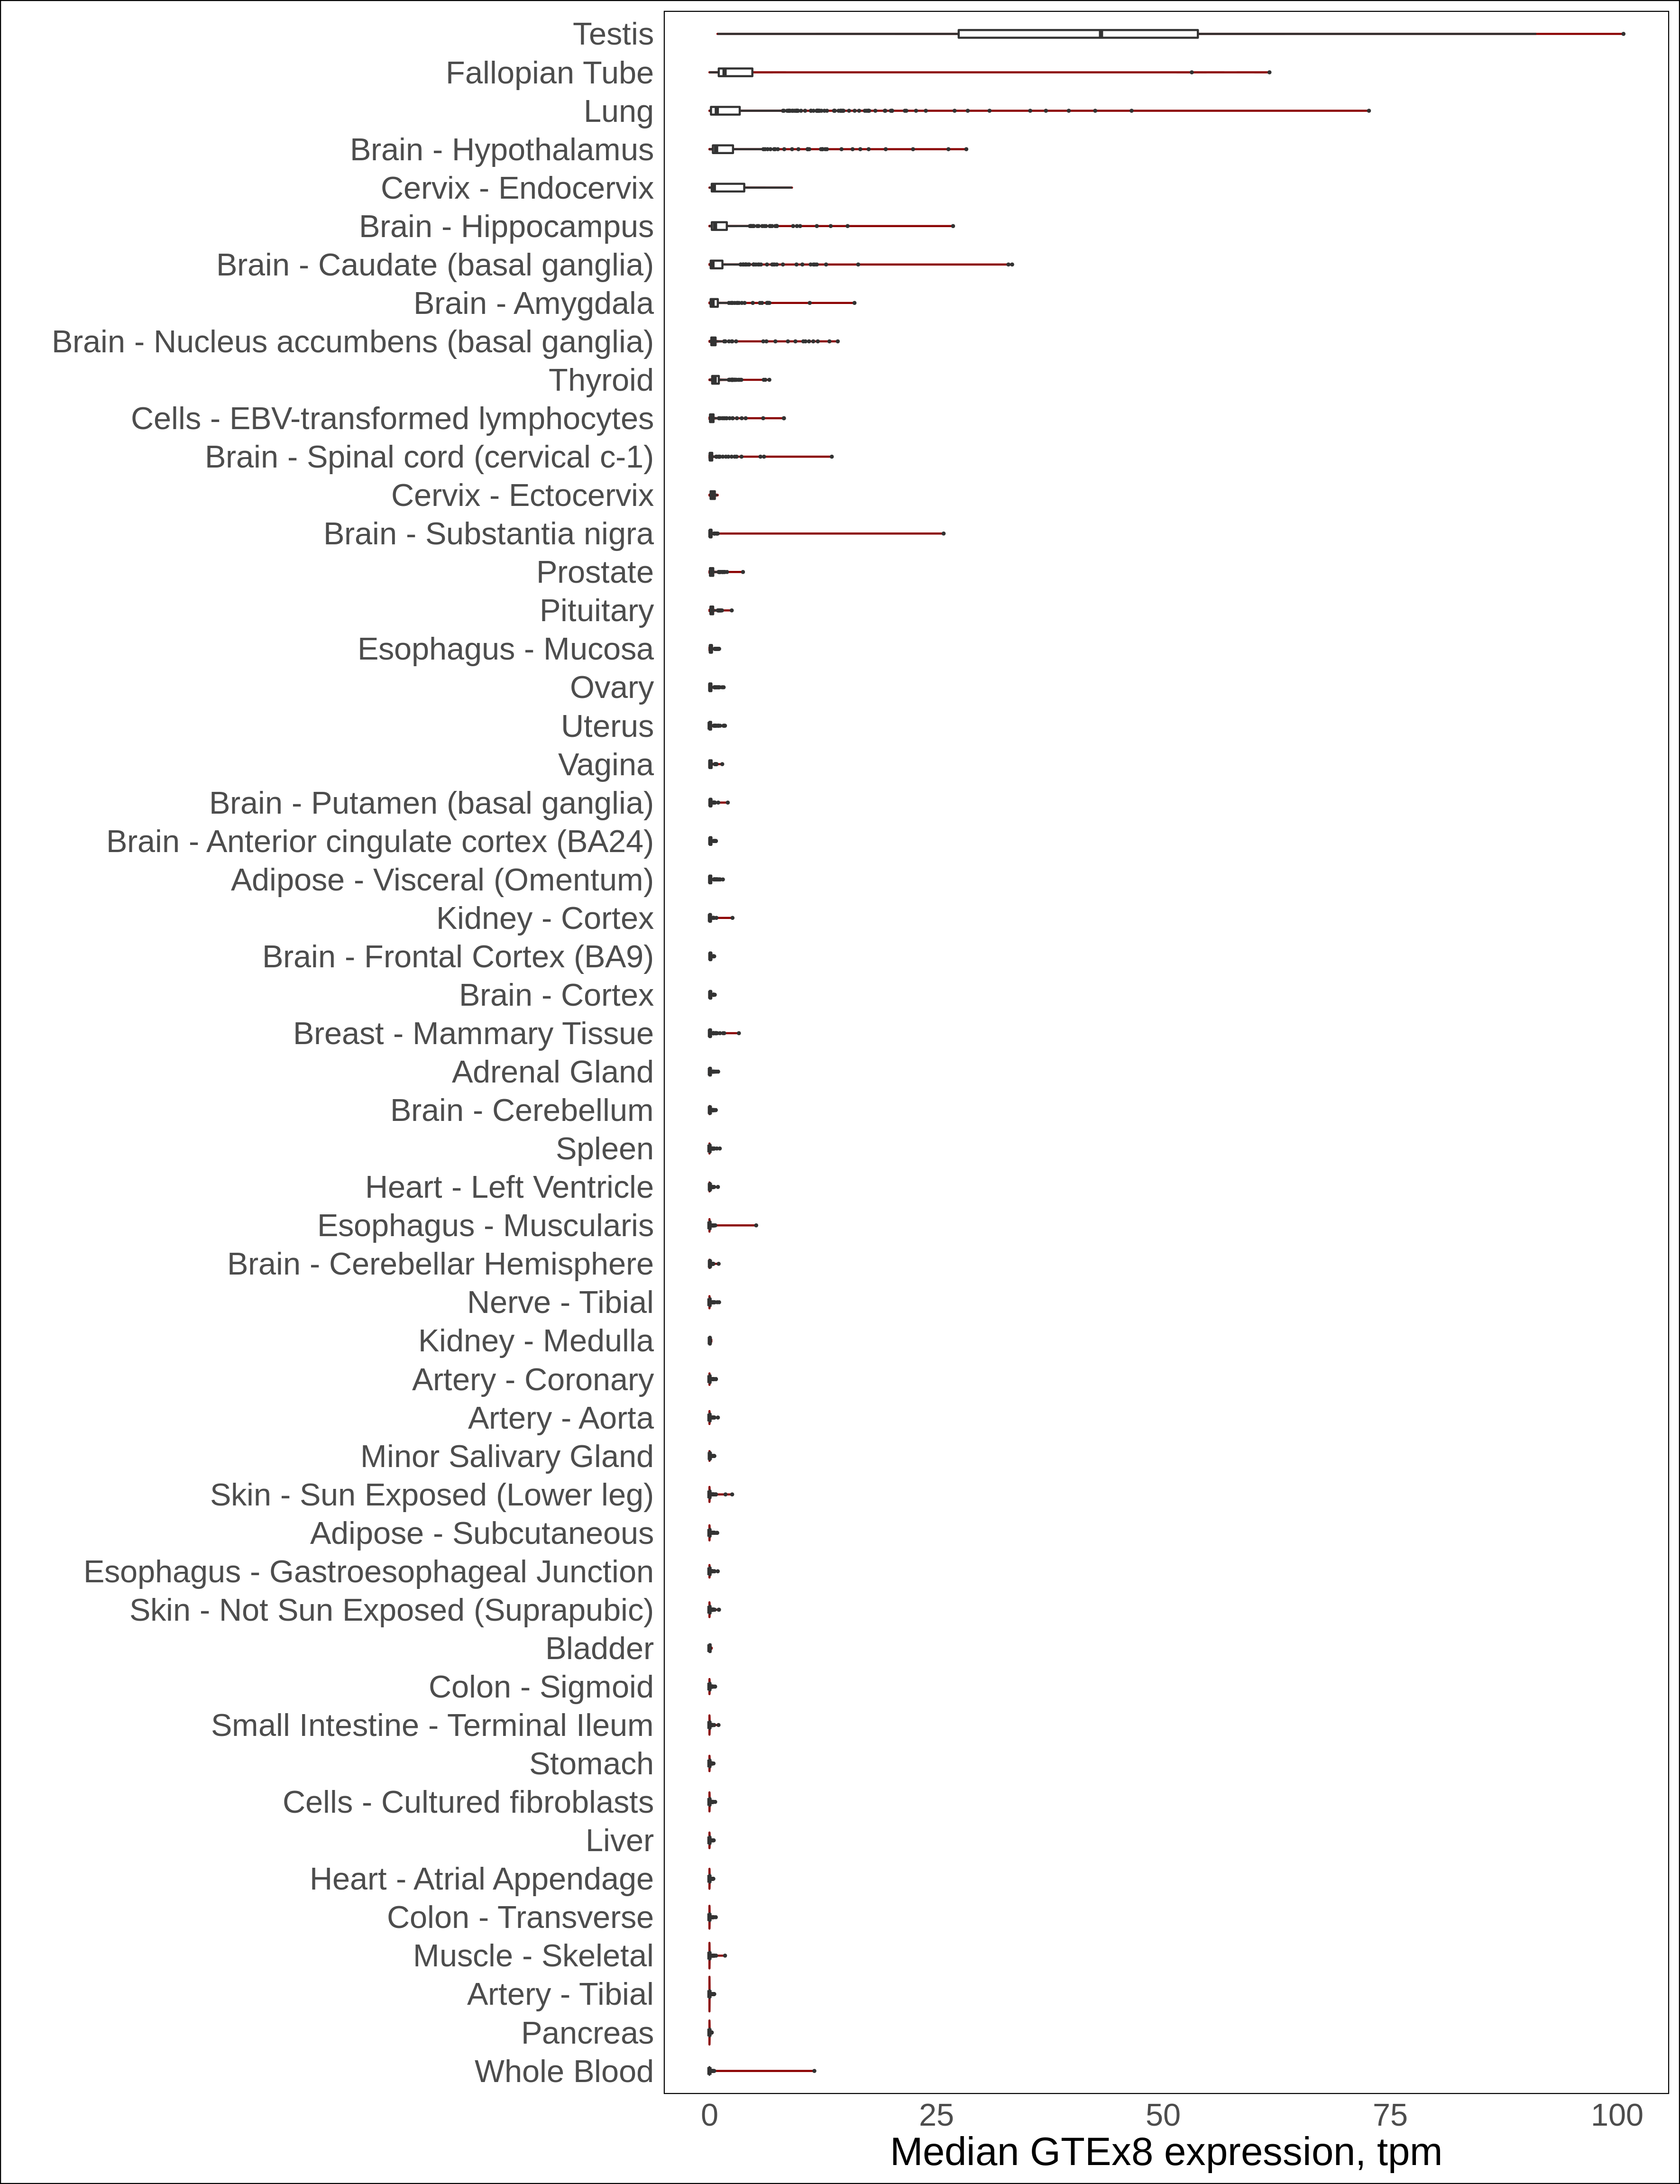 Testis
Fallopian Tube
Lung
Brain - Hypothalamus
Cervix - Endocervix
Brain - Hippocampus
Brain - Caudate (basal ganglia)
Brain - Amygdala
Brain - Nucleus accumbens (basal ganglia)
Thyroid
Cells - EBV-transformed lymphocytes
Brain - Spinal cord (cervical c-1)
Cervix - Ectocervix
Brain - Substantia nigra
Prostate
Pituitary
Esophagus - Mucosa
Ovary
Uterus
Vagina
Brain - Putamen (basal ganglia)
Brain - Anterior cingulate cortex (BA24)
Adipose - Visceral (Omentum)
Kidney - Cortex
Brain - Frontal Cortex (BA9)
Brain - Cortex
Breast - Mammary Tissue
Adrenal Gland
Brain - Cerebellum
Spleen
Heart - Left Ventricle
Esophagus - Muscularis
Brain - Cerebellar Hemisphere
Nerve - Tibial
Kidney - Medulla
Artery - Coronary
Artery - Aorta
Minor Salivary Gland
Skin - Sun Exposed (Lower leg)
Adipose - Subcutaneous
Esophagus - Gastroesophageal Junction
Skin - Not Sun Exposed (Suprapubic)
Bladder
Colon - Sigmoid
Small Intestine - Terminal Ileum
Stomach
Cells - Cultured fibroblasts
Liver
Heart - Atrial Appendage
Colon - Transverse
Muscle - Skeletal
Artery - Tibial
Pancreas
Whole Blood
0 25 50 75 100
Median GTEx8 expression, tpm